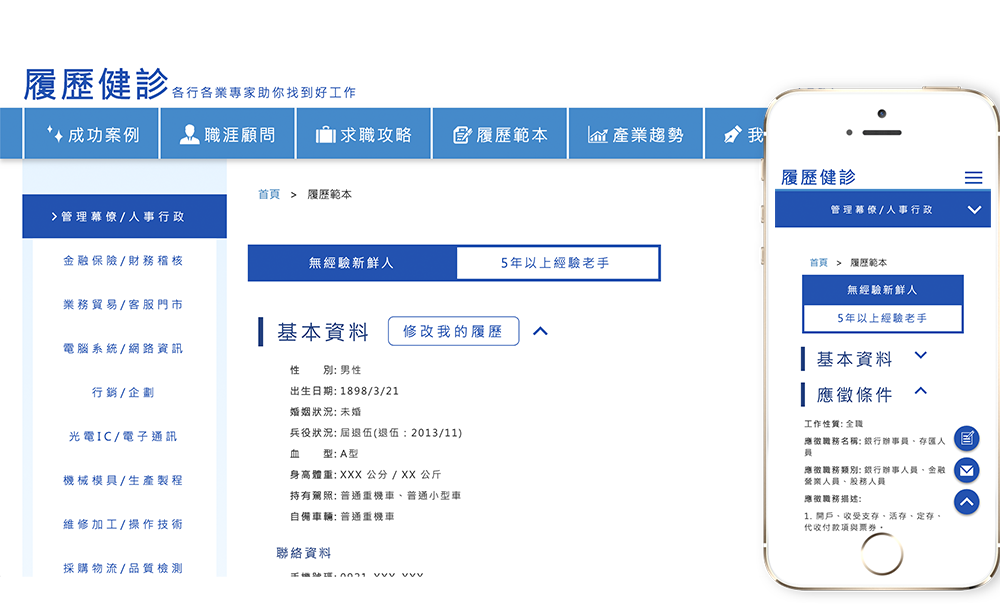 履歷健診 各行各業專家助你找到好工作
成功案例 職涯顧問 求職攻略 履歷範本 產業趨勢 我
管理幕僚/人事行政
金融保險/財務稽核
業務貿易/客服門市
電腦系統/網路資訊
行銷/企劃
光電IC/電子通訊
機械模具/生產製程
維修加工/操作技術
採購物流/品質檢測
首頁 > 履歷範本
無經驗新鮮人 5年以上經驗老手
基本資料 修改我的履歷
性 別: 男性
出生日期: 1898/3/21
婚姻狀況: 未婚
兵役狀況: 屆退伍(退伍：2013/11)
血 型: A型
身高體重: XXX 公分 / XX 公斤
持有駕照: 普通重機車、普通小型車
自備車輛: 普通重機車
聯絡資料
手機號碼: 0921-XXX-XXX
履歷健診
管理幕僚/人事行政
首頁 > 履歷範本
無經驗新鮮人
5年以上經驗老手
基本資料
應徵條件
工作性質: 全職
應徵職務名稱: 銀行辦事員、存匯人
員
應徵職務類別: 銀行辦事人員、金融
營業人員、股務人員
應徵職務描述:
1. 開戶、收受支存、活存、定存、
代收付款項與票券。